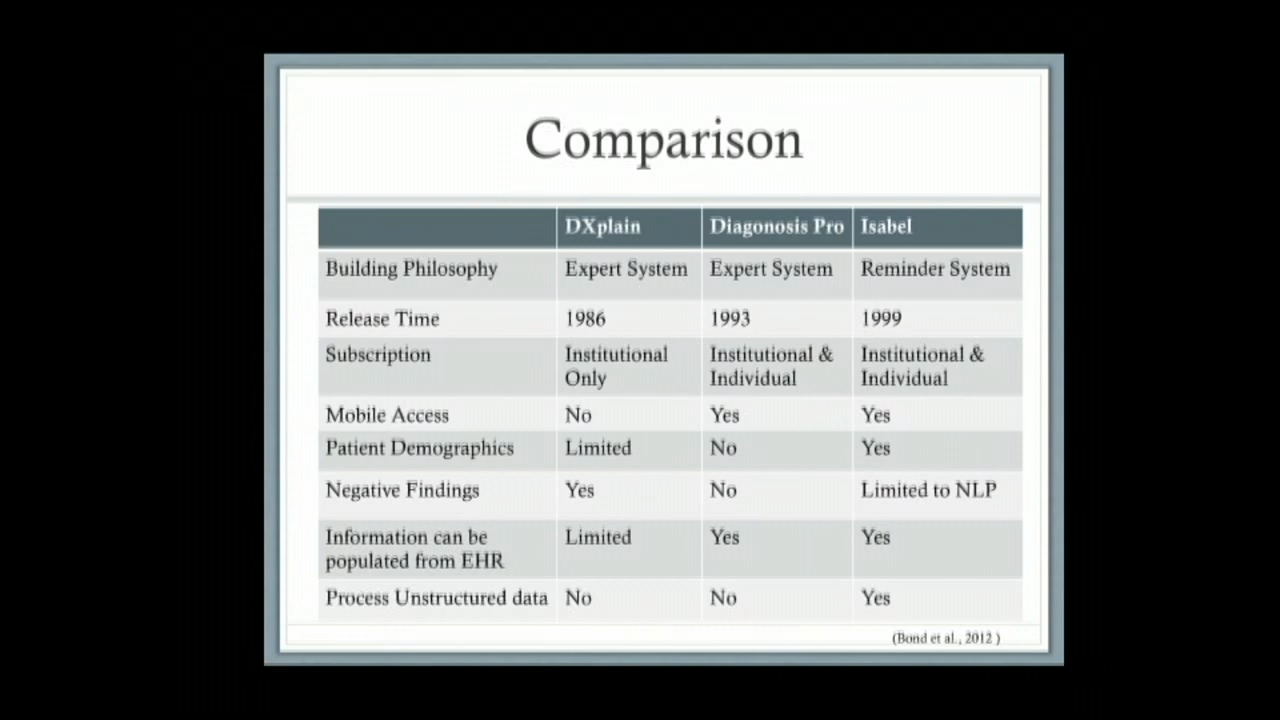 Comparison
DXplain Diagonosis Pro Isabel
Building Philosophy Expert System Expert System Reminder System
Release Time 1986 1993 1999
Subscription Institutional Only Institutional & Individual Institutional & Individual
Mobile Access No Yes Yes
Patient Demographics Limited No Yes
Negative Findings Yes No Limited to NLP
Information can be populated from EHR Limited Yes Yes
Process Unstructured data No No Yes
(Bond et al., 2012 )